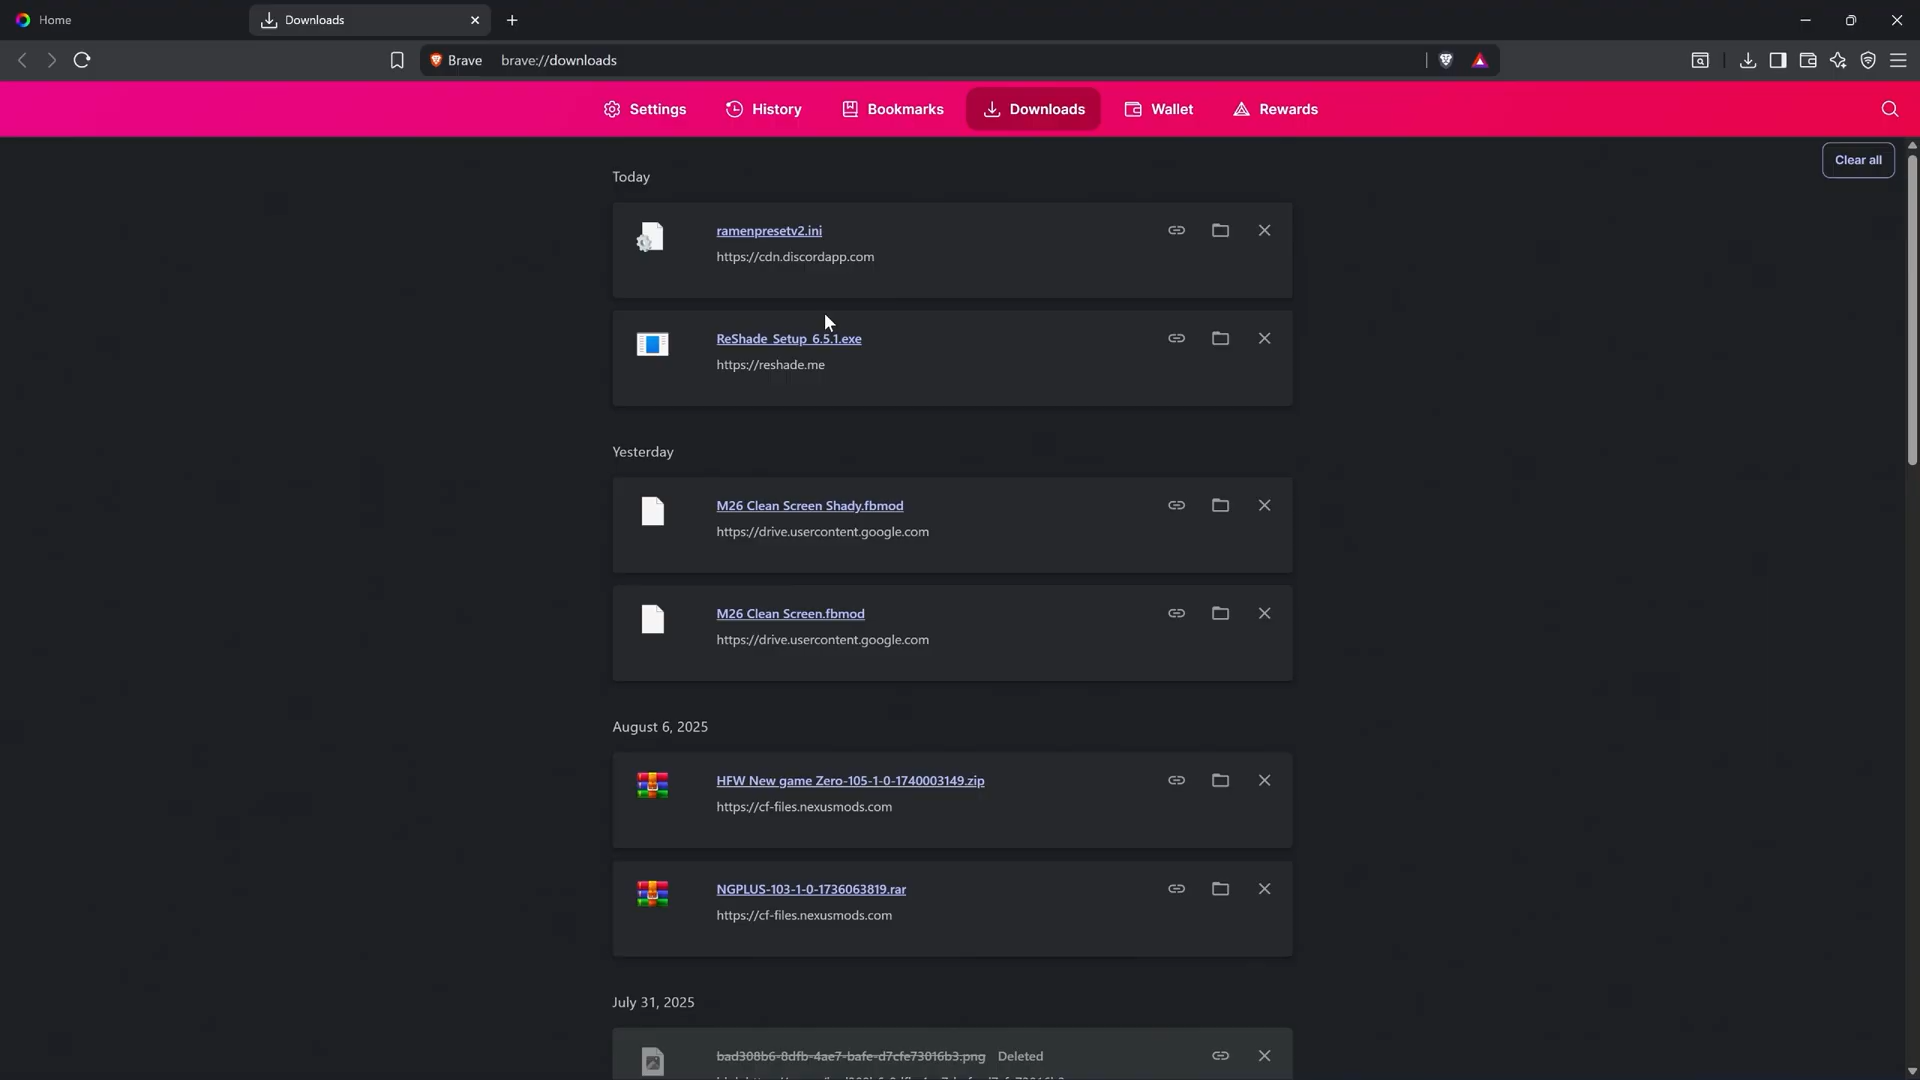 Home
Downloads
Brave brave://downloads
Settings History Bookmarks Downloads Wallet Rewards
Clear all
Today
ramenpresetv2.ini
https://cdn.discordapp.com
ReShade_Setup_6.5.1.exe
https://reshade.me
Yesterday
M26 Clean Screen Shady.fbmod
https://drive.usercontent.google.com
M26 Clean Screen.fbmod
https://drive.usercontent.google.com
August 6, 2025
HFW New game Zero-105-1-0-1740003149.zip
https://cf-files.nexusmods.com
NGPLUS-103-1-0-1736063819.rar
https://cf-files.nexusmods.com
July 31, 2025
bad308b6-8dfb-4ae7-bafe-d7cfe73016b3.png Deleted